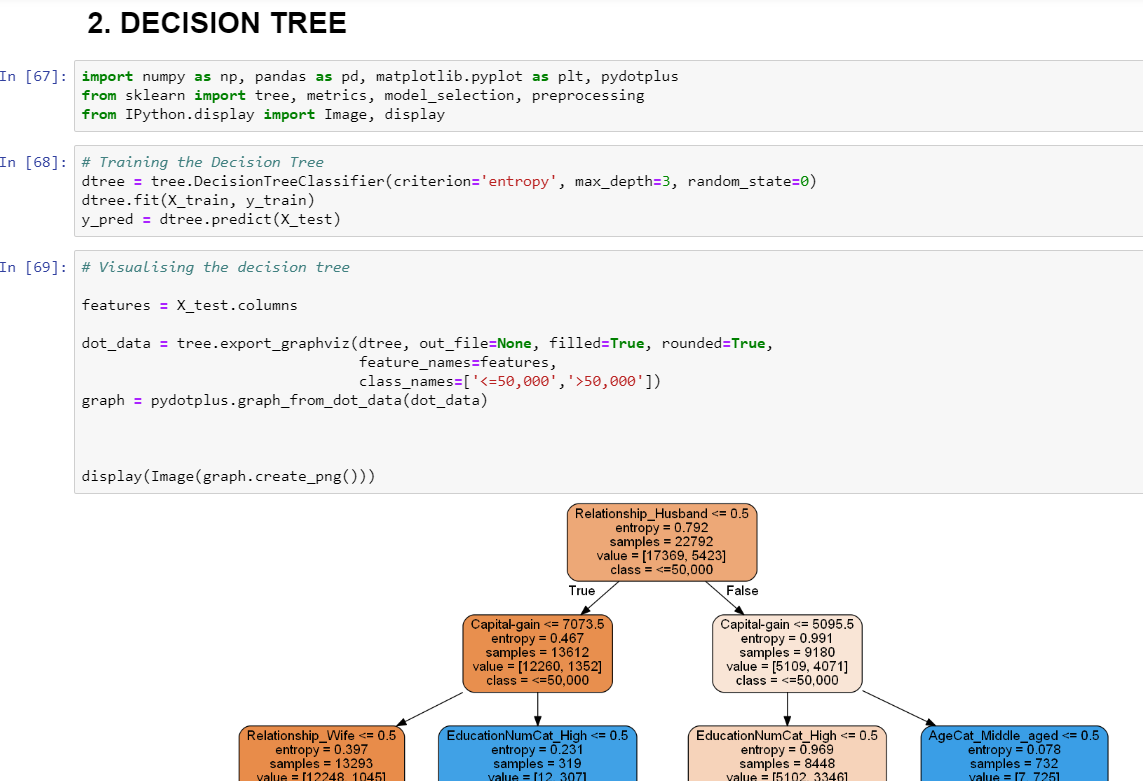 2. DECISION TREE
In [67]: import numpy as np, pandas as pd, matplotlib.pyplot as plt, pydotplus
from sklearn import tree, metrics, model_selection, preprocessing
from IPython.display import Image, display
In [68]: # Training the Decision Tree
dtree = tree.DecisionTreeClassifier(criterion='entropy', max_depth=3, random_state=0)
dtree.fit(X_train, y_train)
y_pred = dtree.predict(X_test)
In [69]: # Visualising the decision tree
features = X_test.columns
dot_data = tree.export_graphviz(dtree, out_file=None, filled=True, rounded=True,
feature_names=features,
class_names=['<=50,000','>50,000'])
graph = pydotplus.graph_from_dot_data(dot_data)
display(Image(graph.create_png()))
Relationship_Husband <= 0.5
entropy = 0.792
samples = 22792
value = [17369, 5423]
class = <=50,000
True
False
Capital-gain <= 7073.5
entropy = 0.467
samples = 13612
value = [12260, 1352]
class = <=50,000
Capital-gain <= 5095.5
entropy = 0.991
samples = 9180
value = [5109, 4071]
class = <=50,000
Relationship_Wife <= 0.5
entropy = 0.397
samples = 13293
value = [12248, 1045]
EducationNumCat_High <= 0.5
entropy = 0.231
samples = 319
value = [12, 307]
EducationNumCat_High <= 0.5
entropy = 0.969
samples = 8448
value = [5102, 3346]
AgeCat_Middle_aged <= 0.5
entropy = 0.078
samples = 732
value = [7, 725]